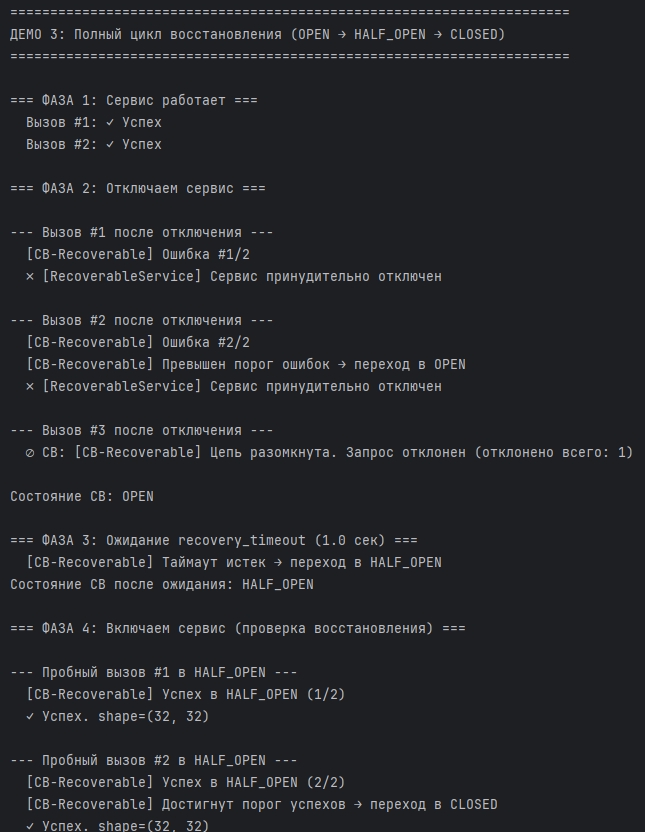 ======================================================================
ДЕМО 3: Полный цикл восстановления (OPEN → HALF_OPEN → CLOSED)
======================================================================
=== ФАЗА 1: Сервис работает ===
Вызов #1: ✓ Успех
Вызов #2: ✓ Успех
=== ФАЗА 2: Отключаем сервис ===
--- Вызов #1 после отключения ---
[CB-Recoverable] Ошибка #1/2
✕ [RecoverableService] Сервис принудительно отключен
--- Вызов #2 после отключения ---
[CB-Recoverable] Ошибка #2/2
[CB-Recoverable] Превышен порог ошибок → переход в OPEN
✕ [RecoverableService] Сервис принудительно отключен
--- Вызов #3 после отключения ---
⊘ CB: [CB-Recoverable] Цепь разомкнута. Запрос отклонен (отклонено всего: 1)
Состояние CB: OPEN
=== ФАЗА 3: Ожидание recovery_timeout (1.0 сек) ===
[CB-Recoverable] Таймаут истек → переход в HALF_OPEN
Состояние CB после ожидания: HALF_OPEN
=== ФАЗА 4: Включаем сервис (проверка восстановления) ===
--- Пробный вызов #1 в HALF_OPEN ---
[CB-Recoverable] Успех в HALF_OPEN (1/2)
✓ Успех. shape=(32, 32)
--- Пробный вызов #2 в HALF_OPEN ---
[CB-Recoverable] Успех в HALF_OPEN (2/2)
[CB-Recoverable] Достигнут порог успехов → переход в CLOSED
✓ Успех. shape=(32, 32)